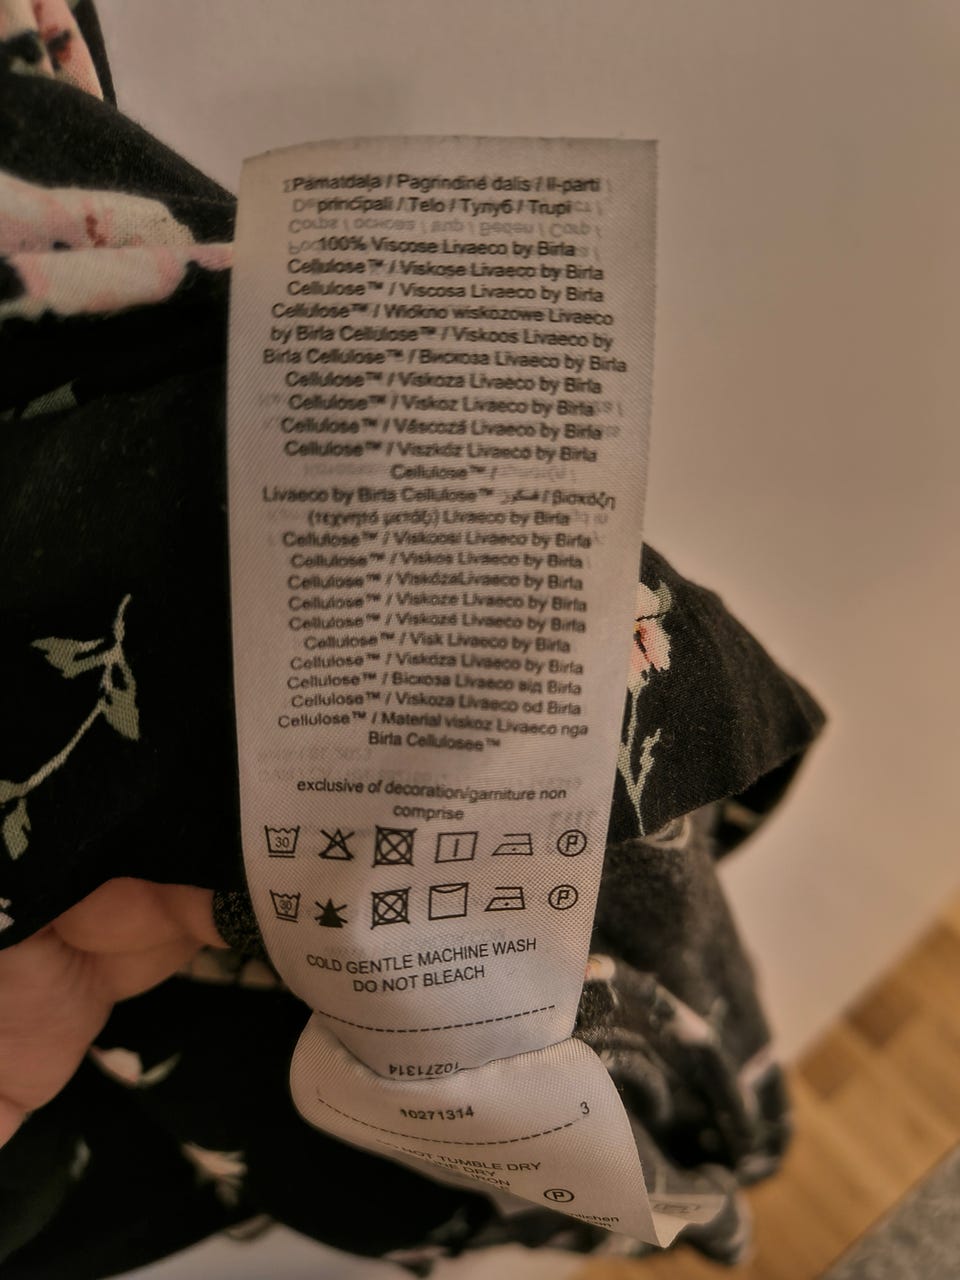 Pamatdaļa / Pagrindinė dalis / Il-parti
prinċipali / Telo / Тулуб / Trupi
100% Viscose Livaeco by Birla
Cellulose™ / Viskose Livaeco by Birla
Cellulose™ / Viscosa Livaeco by Birla
Cellulose™ / Włókno wiskozowe Livaeco
by Birla Cellulose™ / Viskoos Livaeco by
Birla Cellulose™ / Вискоза Livaeco by Birla
Cellulose™ / Viskoza Livaeco by Birla
Cellulose™ / Viskoz Livaeco by Birla
Cellulose™ / Vâscoză Livaeco by Birla
Cellulose™ / Viszkóz Livaeco by Birla
Cellulose™ /
Livaeco by Birla Cellulose™ / βισκόζη
(τεχνητό μετάξι) Livaeco by Birla
Cellulose™ / Viskoosi Livaeco by Birla
Cellulose™ / Viskos Livaeco by Birla
Cellulose™ / ViskózaLivaeco by Birla
Cellulose™ / Viskoze Livaeco by Birla
Cellulose™ / Viskozė Livaeco by Birla
Cellulose™ / Visk Livaeco by Birla
Cellulose™ / Viskóza Livaeco by Birla
Cellulose™ / Віскоза Livaeco від Birla
Cellulose™ / Viskoza Livaeco od Birla
Cellulose™ / Material viskoz Livaeco nga
Birla Cellulosee™
exclusive of decoration/garniture non
comprise
30 P
30 P
COLD GENTLE MACHINE WASH
DO NOT BLEACH
10271314
10271314 3
NOT TUMBLE DRY
LINE DRY
IRON
P